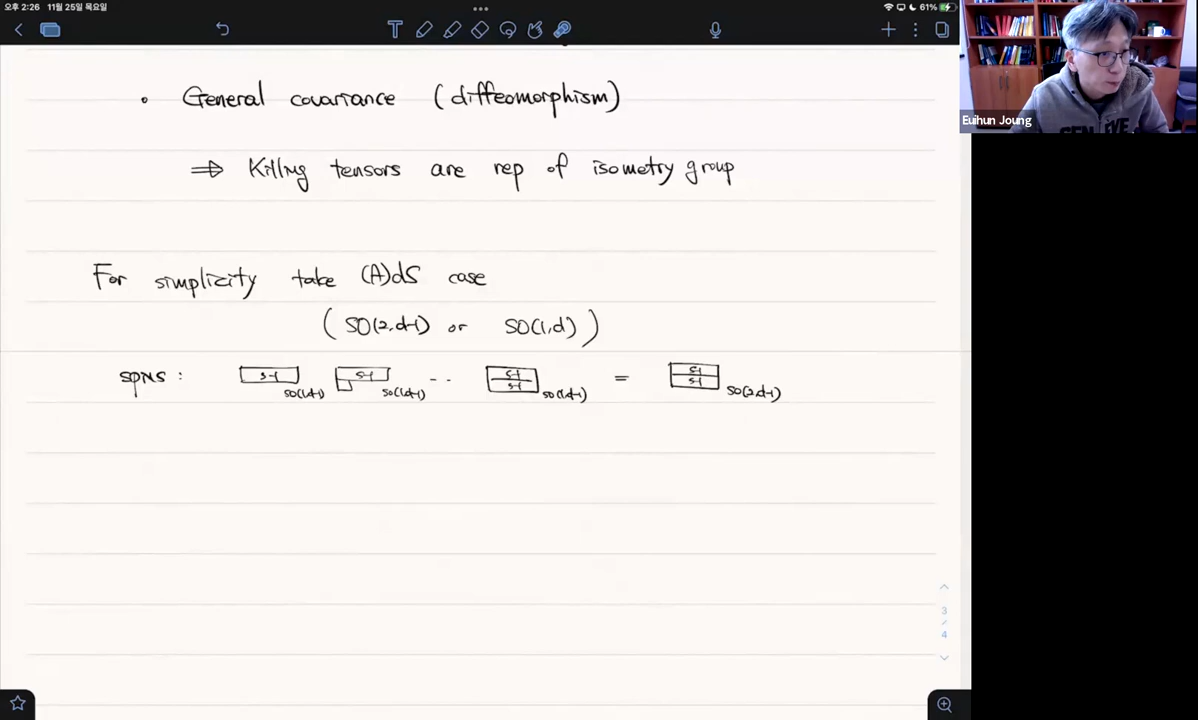 오후 2:26 11월 25일 목요일
61%
Euihun Joung
• General covariance (diffeomorphism)
⇒ Killing tensors are rep of isometry group
For simplicity take (A)dS case
( SO(2,d-1) or SO(1,d) )
s-1 SO(1,d-1) s-1 SO(1,d-1) -- s-1 s-1 SO(1,d-1) = s-1 s-1 SO(2,d-1)
3
/
4